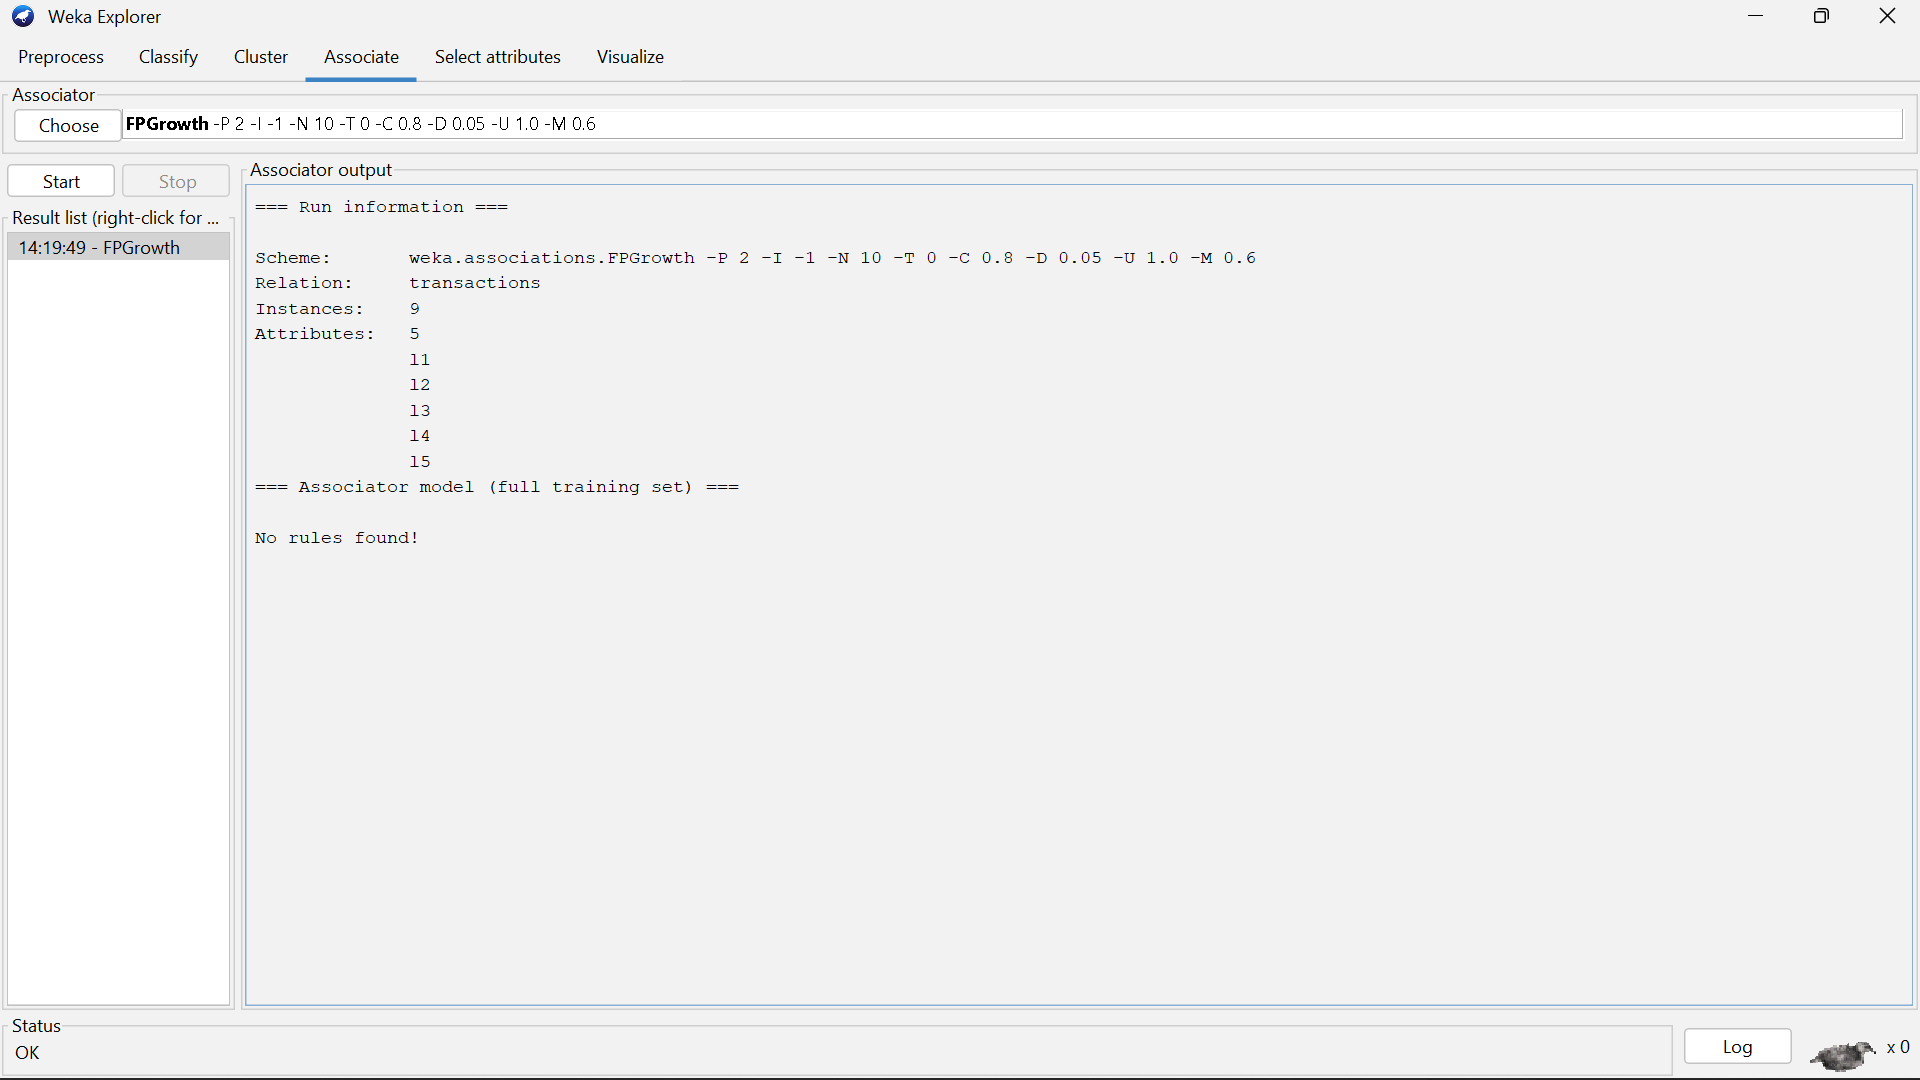 Weka Explorer
Preprocess Classify Cluster Associate Select attributes Visualize
Associator
Choose FPGrowth -P 2 -I -1 -N 10 -T 0 -C 0.8 -D 0.05 -U 1.0 -M 0.6
Start Stop
Result list (right-click for ...
14:19:49 - FPGrowth
Associator output
=== Run information ===
Scheme: weka.associations.FPGrowth -P 2 -I -1 -N 10 -T 0 -C 0.8 -D 0.05 -U 1.0 -M 0.6
Relation: transactions
Instances: 9
Attributes: 5
l1
l2
l3
l4
l5
=== Associator model (full training set) ===
No rules found!
Status
OK
Log
x 0